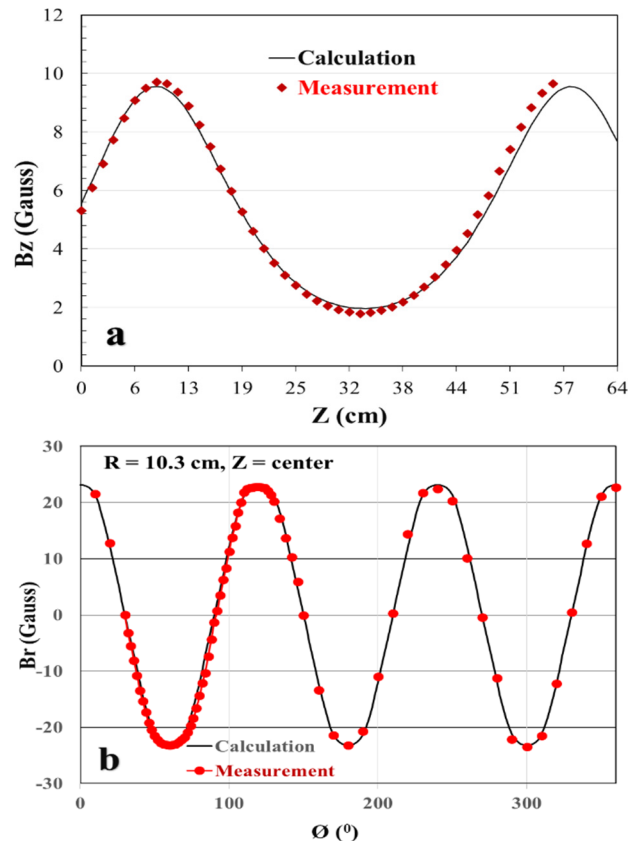 12
10
8
6
4
2
0
Bz (Gauss)
Calculation
Measurement
a
0 6 13 19 25 32 38 44 51 57 64
Z (cm)
30
20
10
0
-10
-20
-30
Br (Gauss)
R = 10.3 cm, Z = center
b
Calculation
Measurement
0 100 200 300
Ø (⁰)